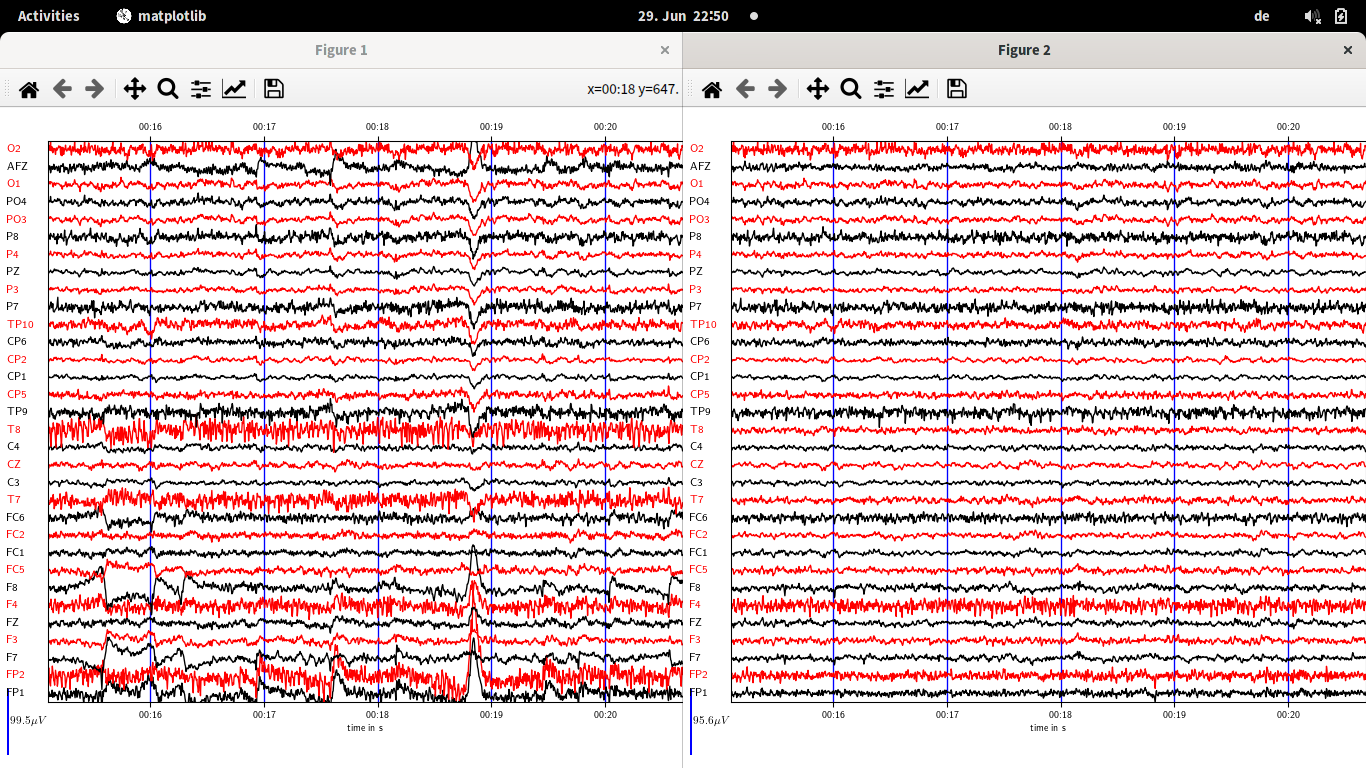 Activities matplotlib 29. Jun 22:50 de
Figure 1 × Figure 2 ×
x=00:18 y=647.
00:16 00:17 00:18 00:19 00:20
O2
AFZ
O1
PO4
PO3
P8
P4
PZ
P3
P7
TP10
CP6
CP2
CP1
CP5
TP9
T8
C4
CZ
C3
T7
FC6
FC2
FC1
FC5
F8
F4
FZ
F3
F7
FP2
FP1
99.5μV
00:16 00:17 00:18 00:19 00:20
time in s
00:16 00:17 00:18 00:19 00:20
O2
AFZ
O1
PO4
PO3
P8
P4
PZ
P3
P7
TP10
CP6
CP2
CP1
CP5
TP9
T8
C4
CZ
C3
T7
FC6
FC2
FC1
FC5
F8
F4
FZ
F3
F7
FP2
FP1
95.6μV
00:16 00:17 00:18 00:19 00:20
time in s